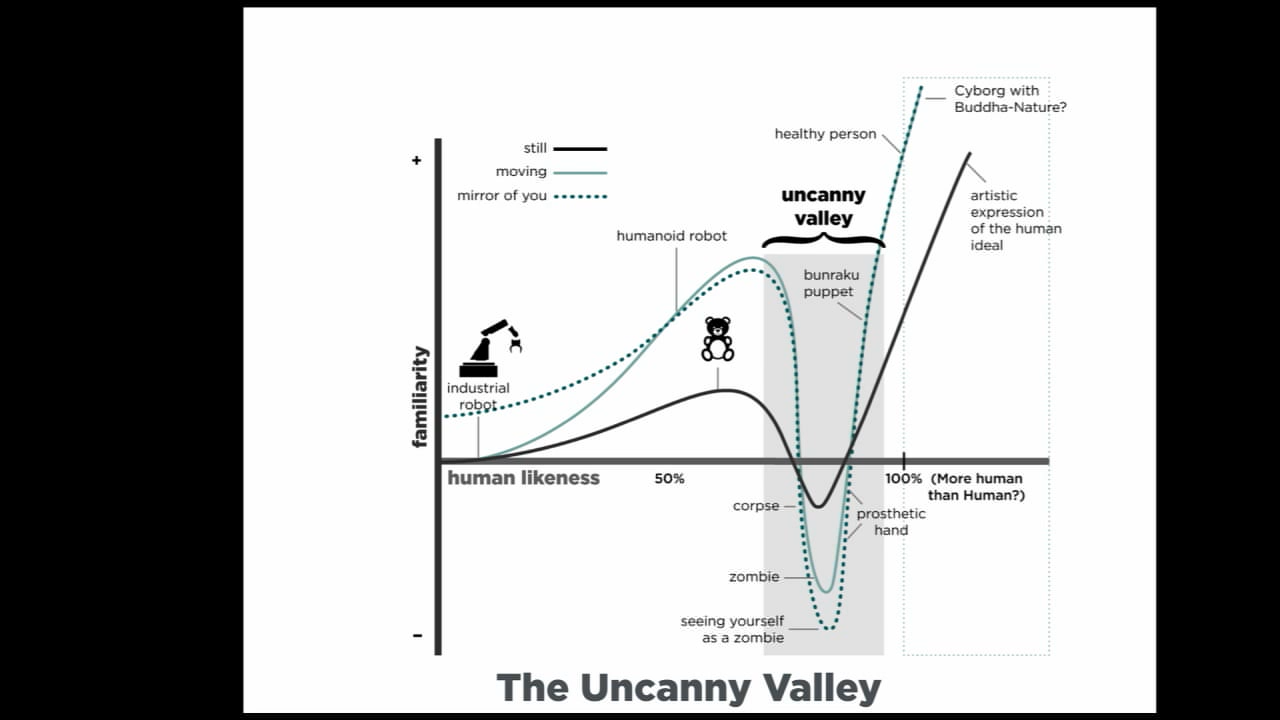 Cyborg with
Buddha-Nature?
healthy person
+
still
moving
mirror of you
uncanny
valley
artistic
expression
of the human
ideal
humanoid robot
bunraku
puppet
industrial
robot
familiarity
human likeness
50%
100%
(More human
than Human?)
corpse
prosthetic
hand
zombie
seeing yourself
as a zombie
-
The Uncanny Valley